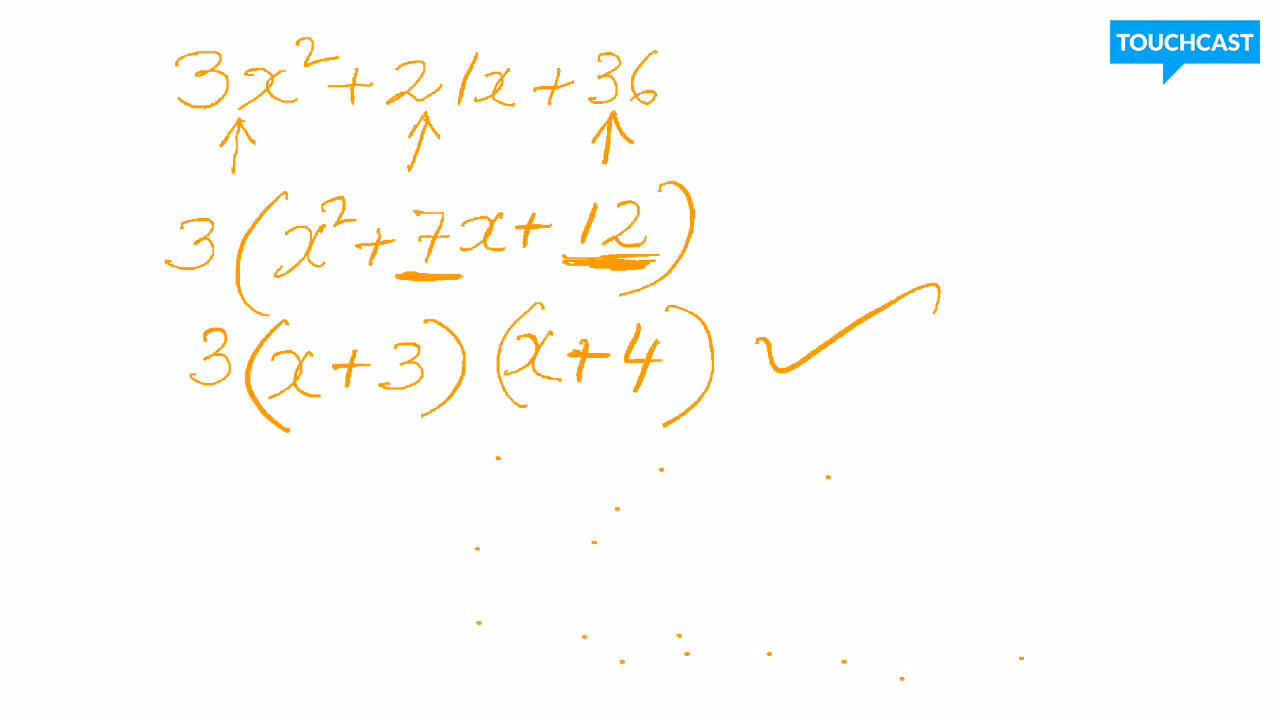 TOUCHCAST
3x² + 21x + 36
3(x² + 7x + 12)
3(x + 3)(x + 4)